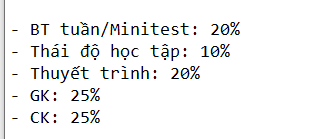 - BT tuần/Minitest: 20%
- Thái độ học tập: 10%
- Thuyết trình: 20%
- GK: 25%
- CK: 25%